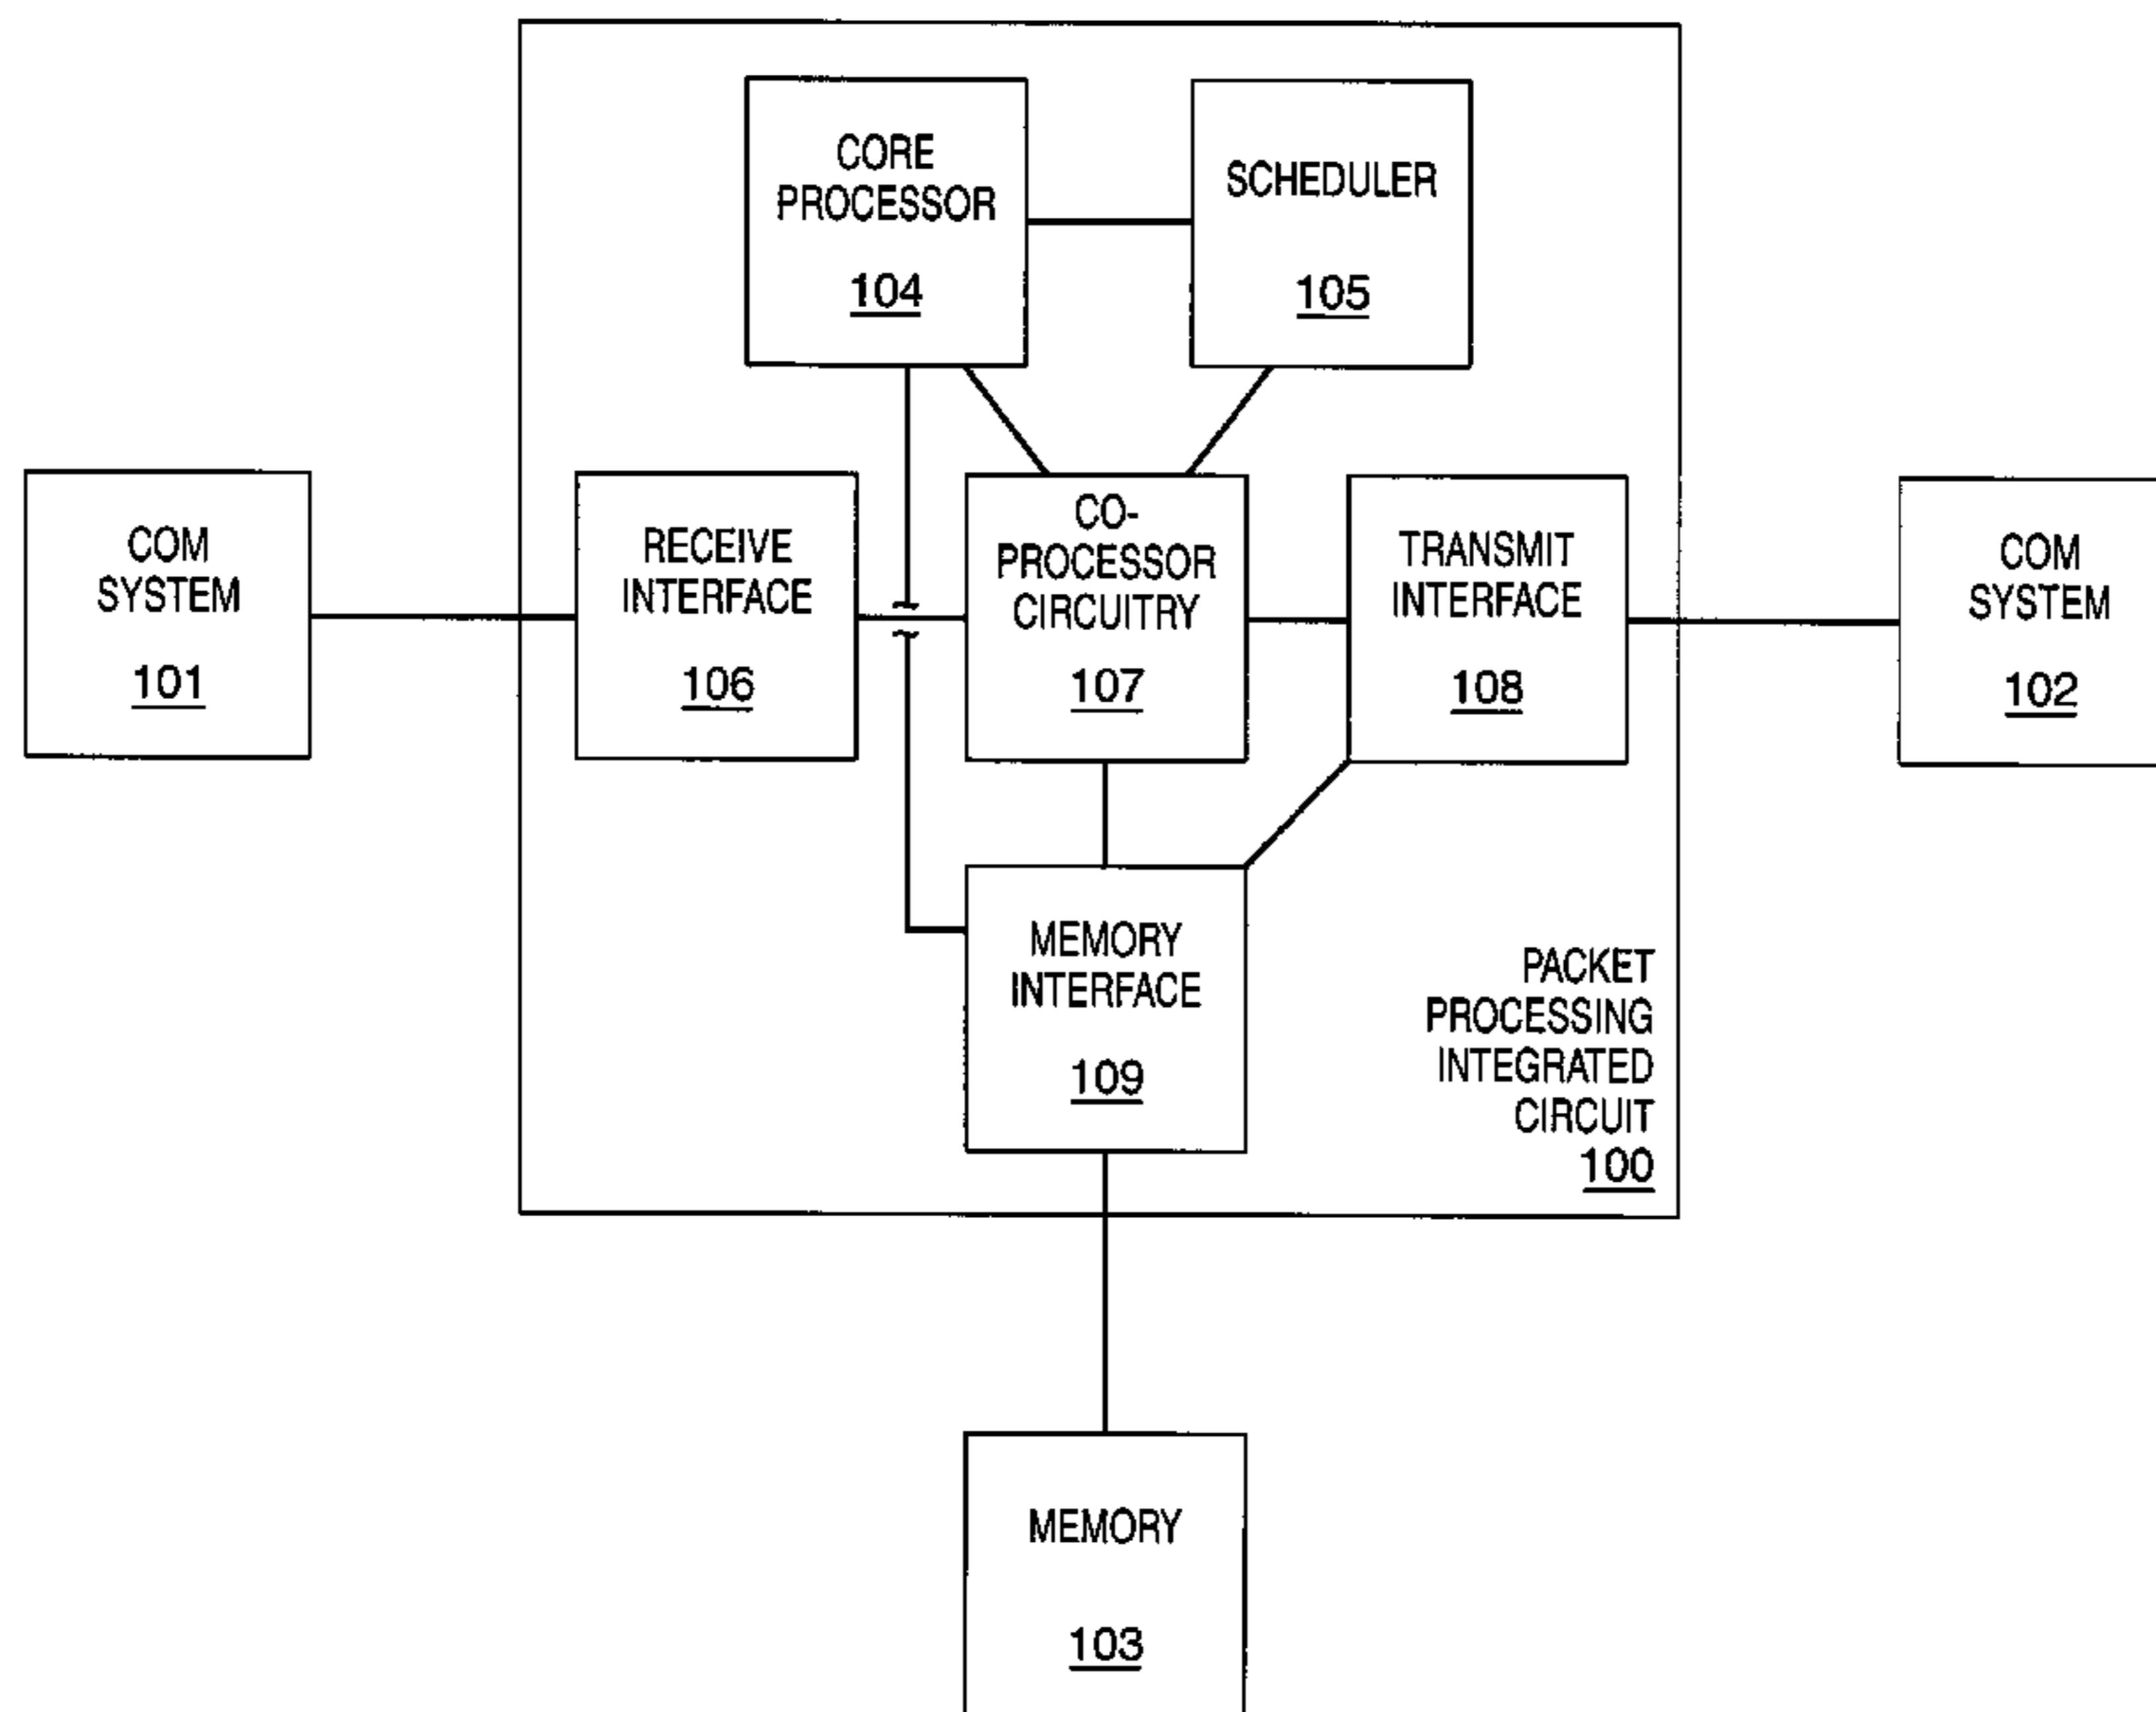 CORE
PROCESSOR
104
SCHEDULER
105
COM
SYSTEM
101
RECEIVE
INTERFACE
106
CO-
PROCESSOR
CIRCUITRY
107
TRANSMIT
INTERFACE
108
COM
SYSTEM
102
MEMORY
INTERFACE
109
PACKET
PROCESSING
INTEGRATED
CIRCUIT
100
MEMORY
103